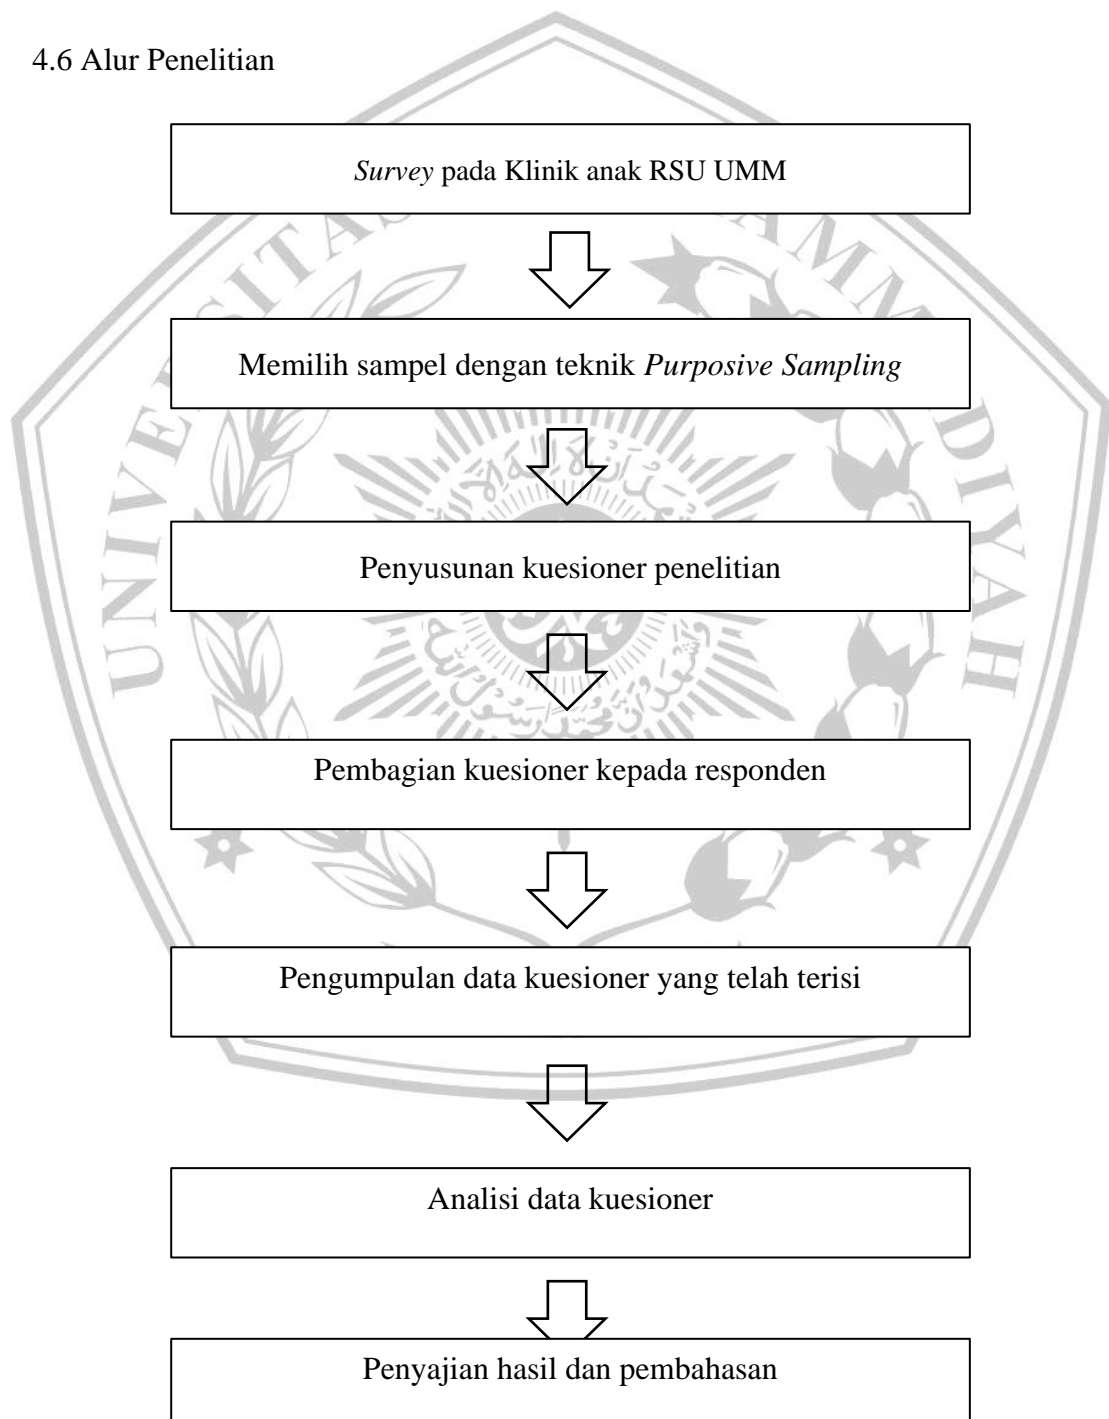 4.6 Alur Penelitian
Survey pada Klinik anak RSU UMM
Memilih sampel dengan teknik Purposive Sampling
Penyusunan kuesioner penelitian
Pembagian kuesioner kepada responden
Pengumpulan data kuesioner yang telah terisi
Analisi data kuesioner
Penyajian hasil dan pembahasan